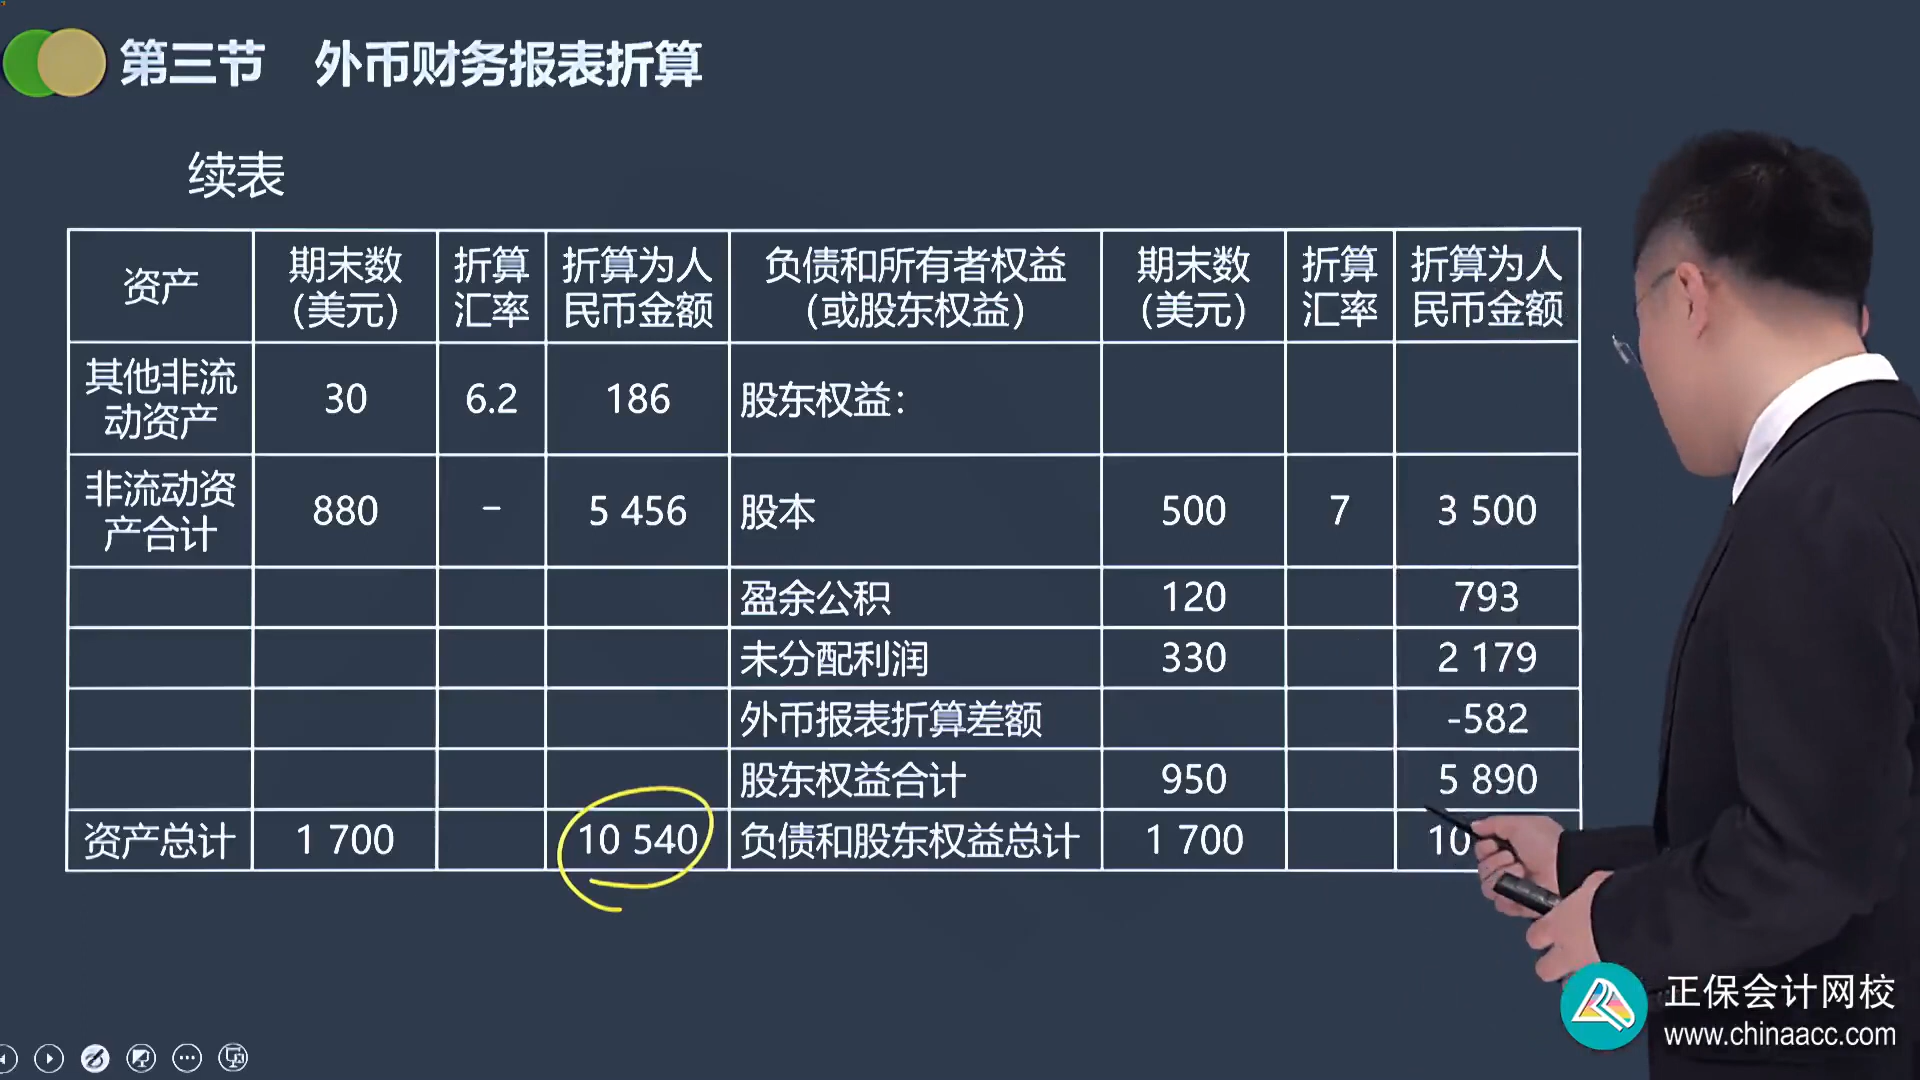 第三节 外币财务报表折算
续表
资产 期末数（美元） 折算汇率 折算为人民币金额 负债和所有者权益（或股东权益） 期末数（美元） 折算汇率 折算为人民币金额
其他非流动资产 30 6.2 186 股东权益：
非流动资产合计 880 － 5 456 股本 500 7 3 500
盈余公积 120 793
未分配利润 330 2 179
外币报表折算差额 -582
股东权益合计 950 5 890
资产总计 1 700 10 540 负债和股东权益总计 1 700 10
正保会计网校
www.chinaacc.com